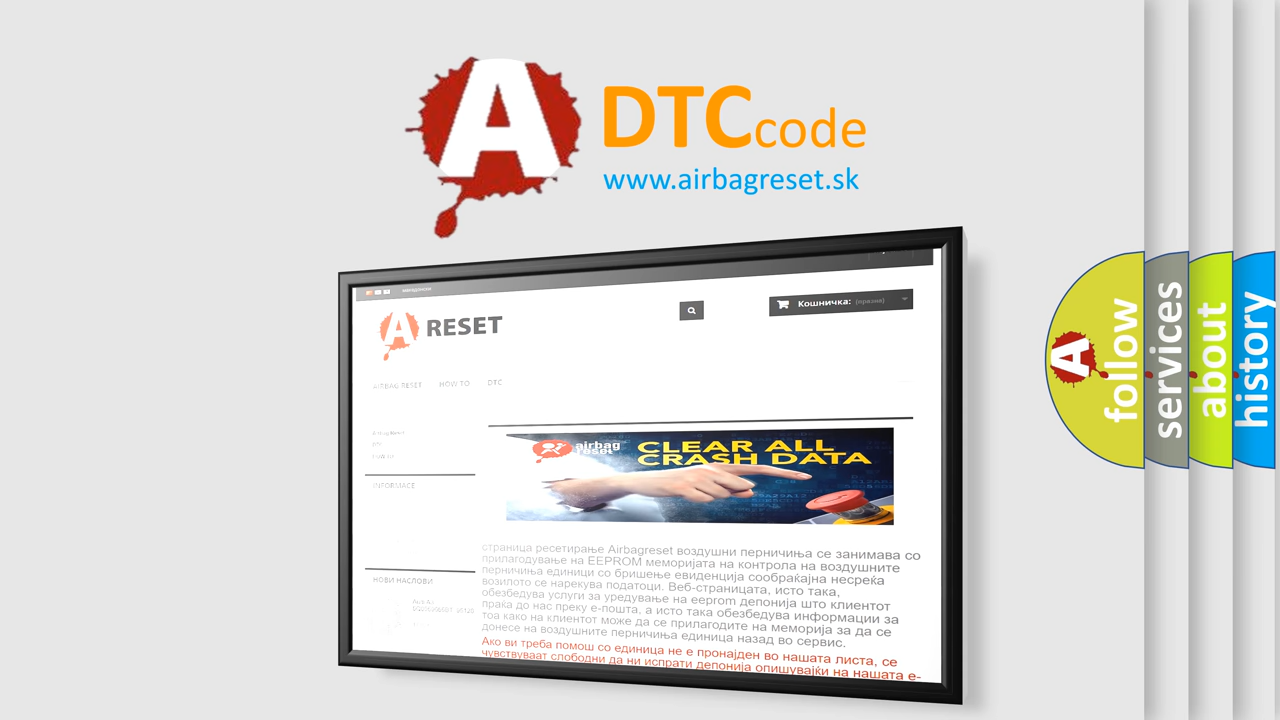 A
DTCcode
www.airbagreset.sk
македонски
A RESET
Кошничка: (празна)
AIRBAG RESET HOW TO DTC
airbag reset
CLEAR ALL
CRASH DATA
INFORMACE
страница ресетирање Airbagreset воздушни перничиња се занимава со
прилагодување на EEPROM меморијата на контрола на воздушните
перничиња единици со бришење евиденција сообраќајна несреќа
возилото се нарекува податоци. Веб-страницата, исто така,
обезбедува услуги за уредување на eeprom депонија што клиентот
праќа до нас преку е-пошта, а исто така обезбедува информации за
тоа како на клиентот може да се прилагодите на меморија за да се
донесе на воздушните перничиња единица назад во сервис.
Ако ви треба помош со единица не е пронајден во нашата листа, се
чувствуваат слободни да ни испрати депонија опишувајќи на нашата е-
НОВИ НАСЛОВИ
A
follow
services
about
history